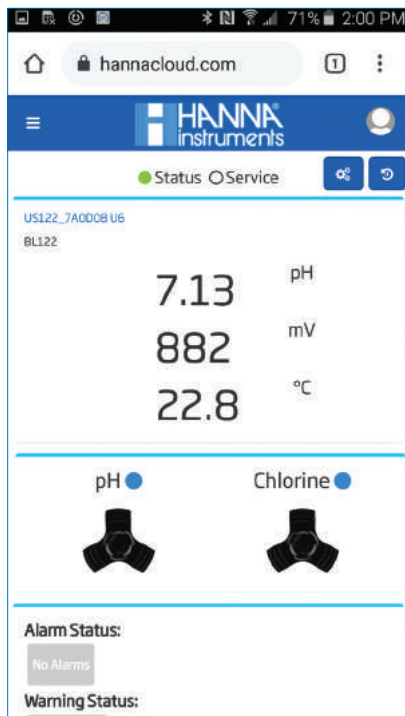 71% 2:00 PM
hannacloud.com 1
HANNA
instruments
Status Service
US122_7A0D08 U6
BL122
7.13 pH
882 mV
22.8 °C
pH Chlorine
Alarm Status:
No Alarms
Warning Status: